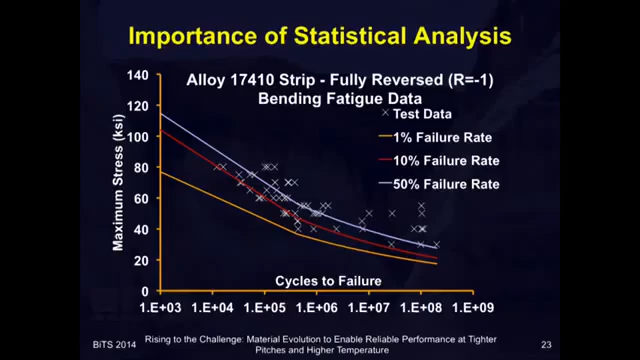 Importance of Statistical Analysis
Alloy 17410 Strip - Fully Reversed (R=-1)
Bending Fatigue Data
Test Data
1% Failure Rate
10% Failure Rate
50% Failure Rate
Maximum Stress (ksi)
140
120
100
80
60
40
20
0
Cycles to Failure
1.E+03 1.E+04 1.E+05 1.E+06 1.E+07 1.E+08 1.E+09
BiTS 2014
Rising to the Challenge: Material Evolution to Enable Reliable Performance at Tighter
Pitches and Higher Temperature
23